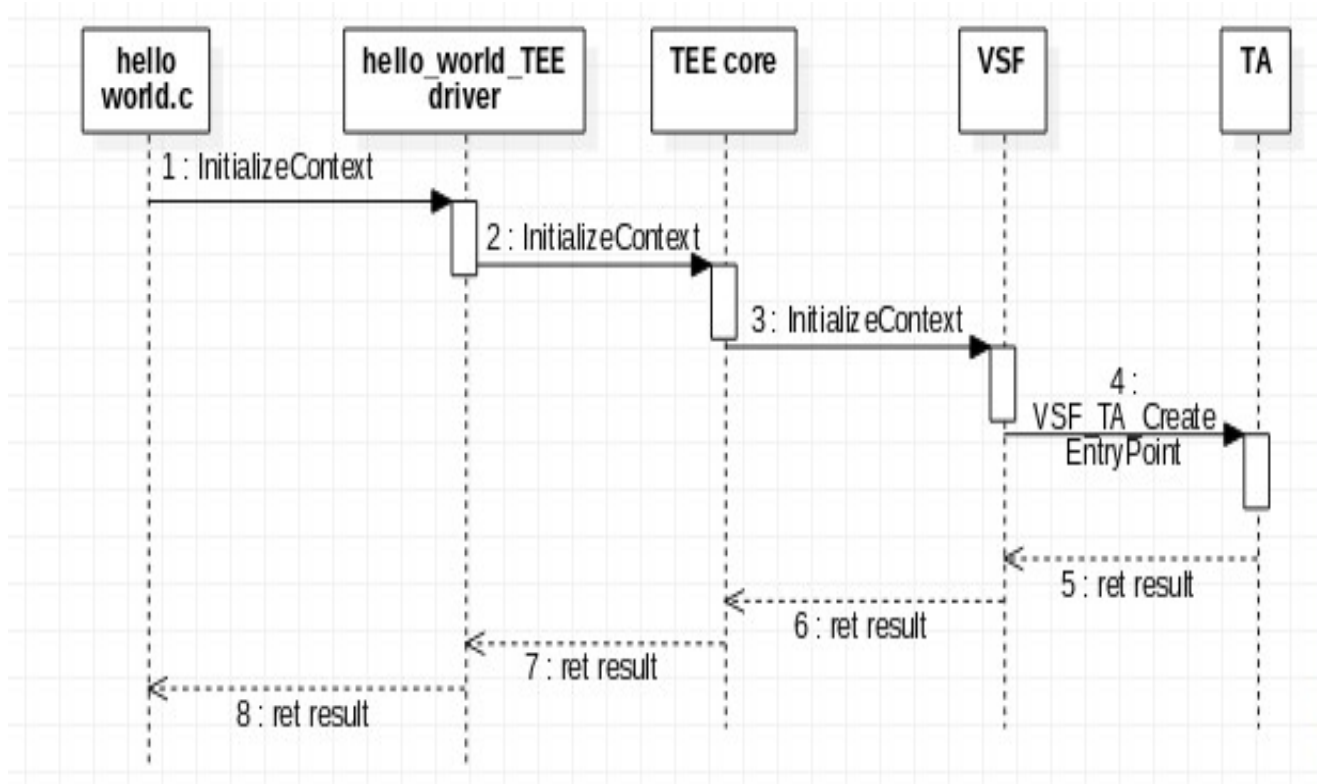 hello
world.c
hello_world_TEE
driver
TEE core
VSF
TA
1 : InitializeContext
2 : InitializeContext
3 : InitializeContext
4 :
VSF_TA_Create
EntryPoint
5 : ret result
6 : ret result
7 : ret result
8 : ret result